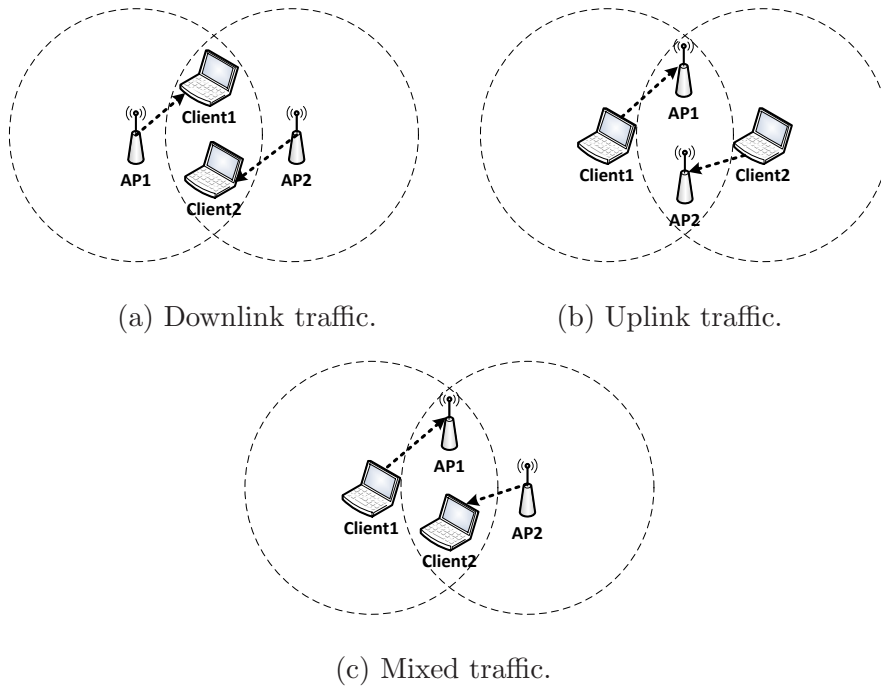 Client1
AP1
Client2
AP2
(a) Downlink traffic.
AP1
Client1
Client2
AP2
(b) Uplink traffic.
AP1
Client1
Client2
AP2
(c) Mixed traffic.